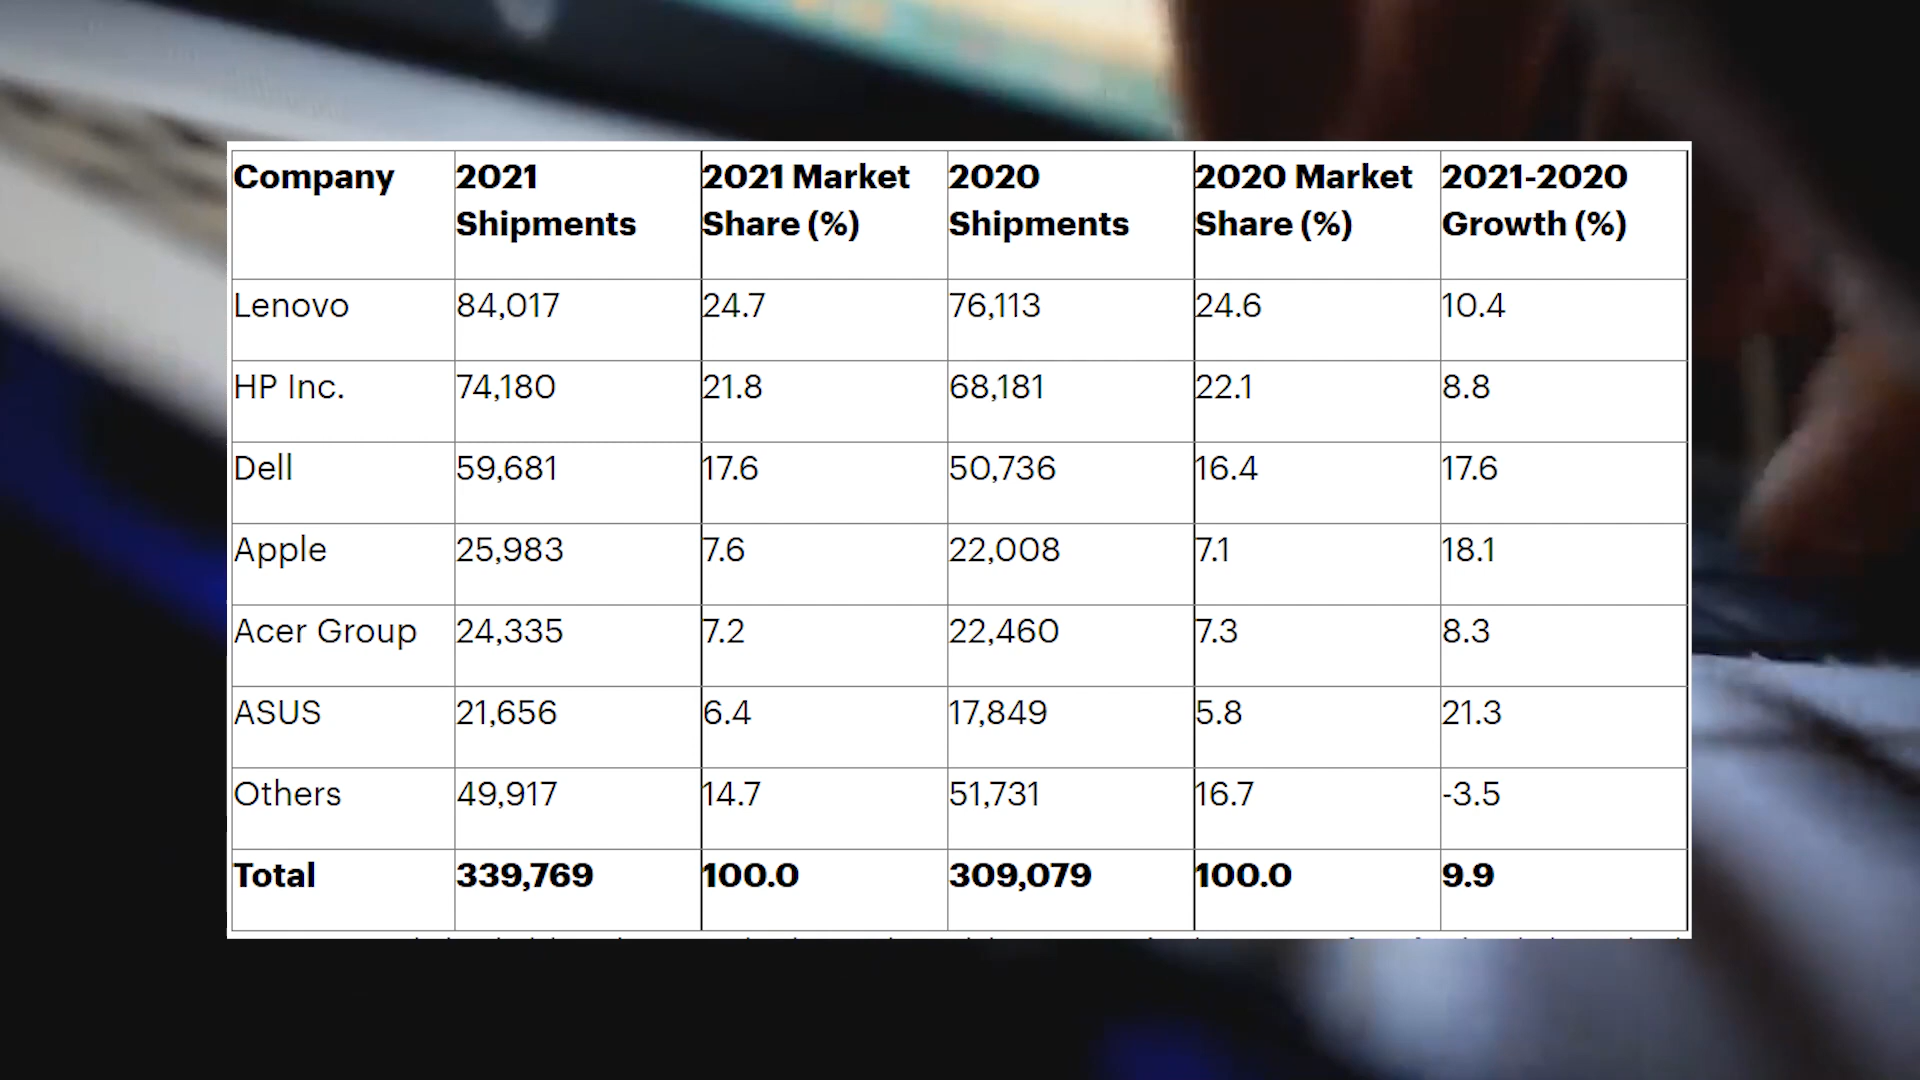 Company 2021 Shipments 2021 Market Share (%) 2020 Shipments 2020 Market Share (%) 2021-2020 Growth (%)
Lenovo 84,017 24.7 76,113 24.6 10.4
HP Inc. 74,180 21.8 68,181 22.1 8.8
Dell 59,681 17.6 50,736 16.4 17.6
Apple 25,983 7.6 22,008 7.1 18.1
Acer Group 24,335 7.2 22,460 7.3 8.3
ASUS 21,656 6.4 17,849 5.8 21.3
Others 49,917 14.7 51,731 16.7 -3.5
Total 339,769 100.0 309,079 100.0 9.9